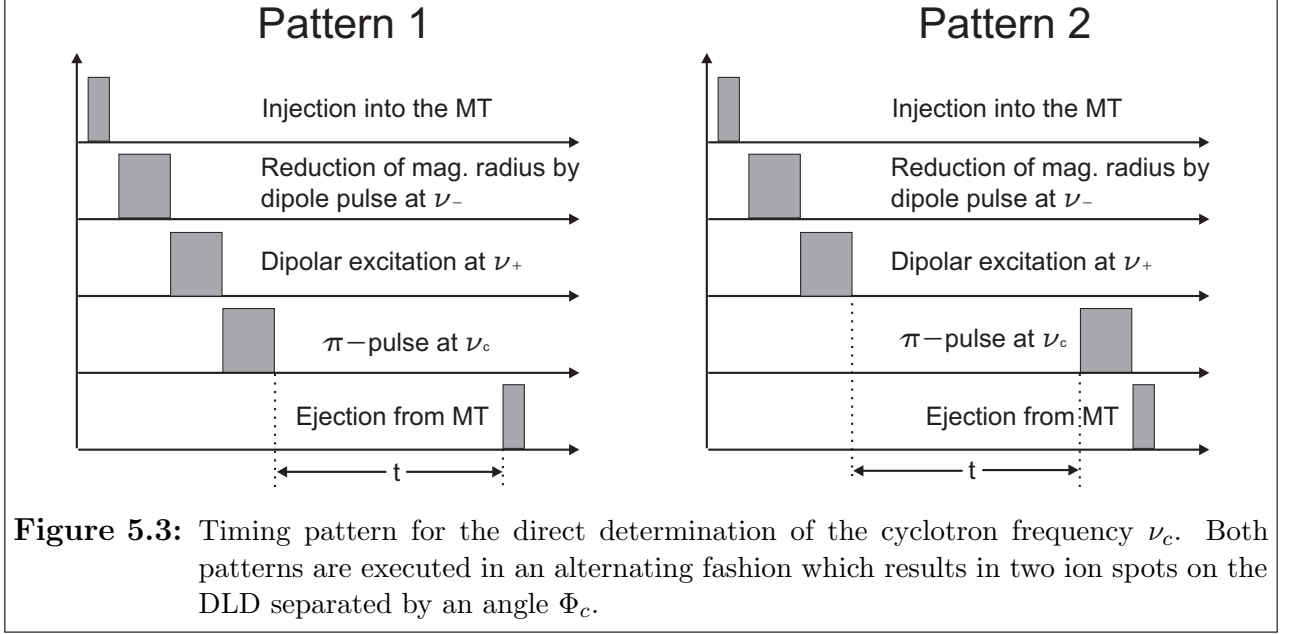 Pattern 1
Injection into the MT
Reduction of mag. radius by
dipole pulse at ν₋
Dipolar excitation at ν₊
π−pulse at ν_c
Ejection from MT
t
Pattern 2
Injection into the MT
Reduction of mag. radius by
dipole pulse at ν₋
Dipolar excitation at ν₊
π−pulse at ν_c
Ejection from MT
t
Figure 5.3: Timing pattern for the direct determination of the cyclotron frequency ν_c. Both
patterns are executed in an alternating fashion which results in two ion spots on the
DLD separated by an angle Φ_c.